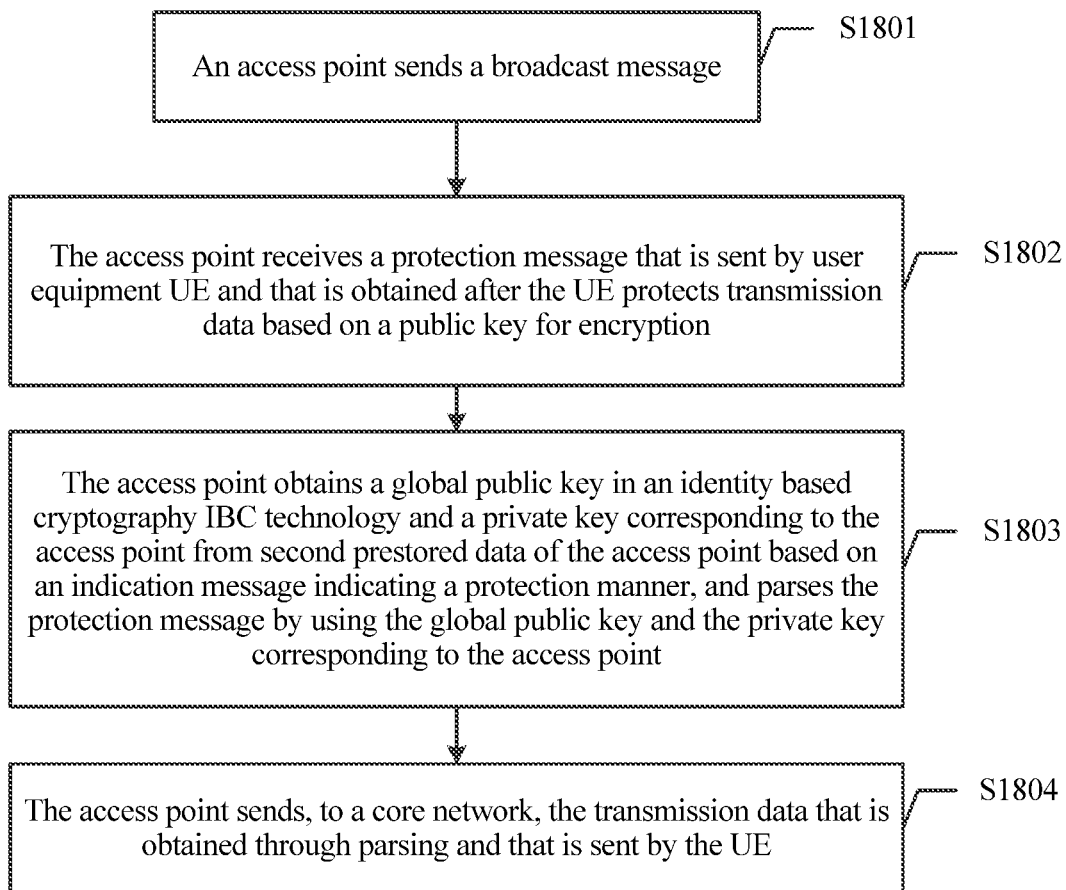 S1801
An access point sends a broadcast message
S1802
The access point receives a protection message that is sent by user
equipment UE and that is obtained after the UE protects transmission
data based on a public key for encryption
S1803
The access point obtains a global public key in an identity based
cryptography IBC technology and a private key corresponding to the
access point from second prestored data of the access point based on
an indication message indicating a protection manner, and parses the
protection message by using the global public key and the private key
corresponding to the access point
S1804
The access point sends, to a core network, the transmission data that is
obtained through parsing and that is sent by the UE